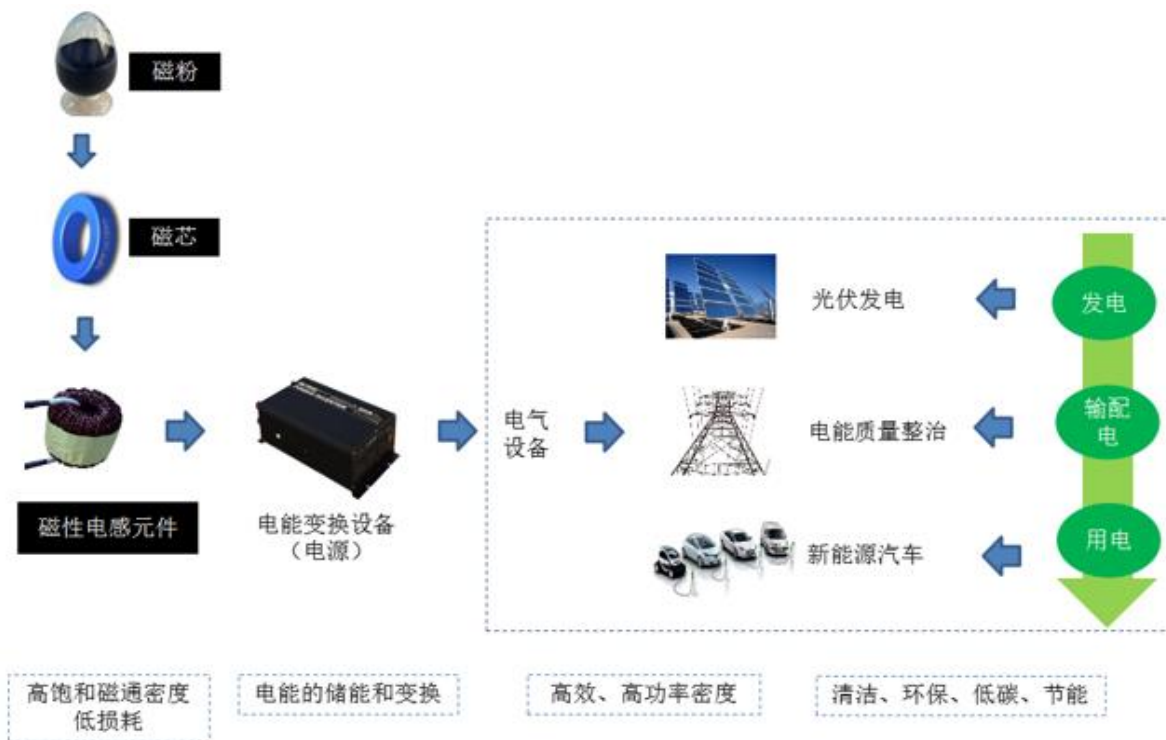 磁粉
磁芯
磁性电感元件
电能变换设备
（电源）
电气
设备
光伏发电
电能质量整治
新能源汽车
发电
输配
电
用电
高饱和磁通密度
低损耗
电能的储能和变换
高效、高功率密度
清洁、环保、低碳、节能